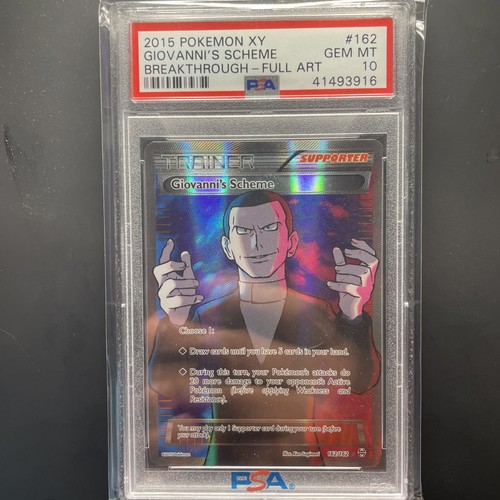 2015 POKEMON XY #162
GIOVANNI'S SCHEME GEM MT
BREAKTHROUGH-FULL ART 10
PSA 41493916
TRAINER SUPPORTER
Giovanni's Scheme
Choose 1:
◇ Draw cards until you have 5 cards in your hand.
◇ During this turn, your Pokémon's attacks do
20 more damage to your opponent's Active
Pokémon (before applying Weakness and
Resistance).
You may play only 1 Supporter card during your turn (before
your attack).
Illus. Ken Sugimori 162/162
PSA